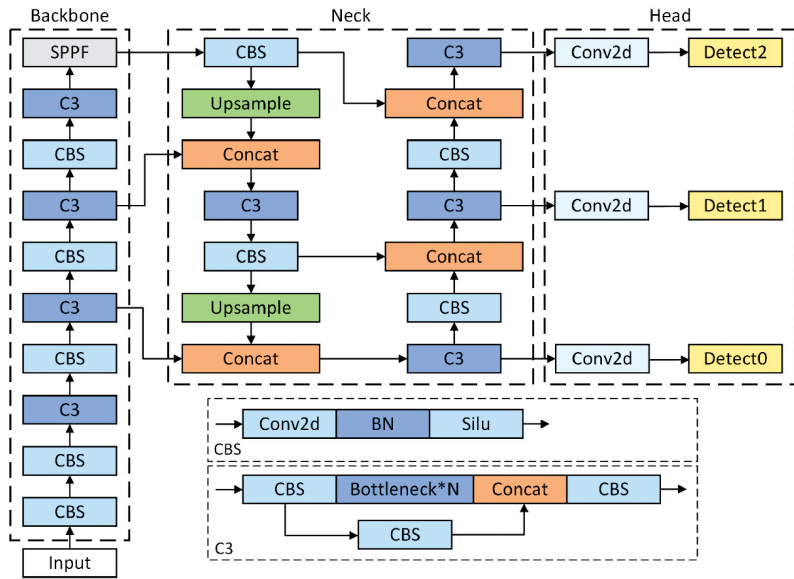 Backbone
Neck
Head
SPPF
C3
CBS
C3
CBS
C3
CBS
C3
CBS
CBS
Input
CBS
Upsample
Concat
C3
CBS
Upsample
Concat
C3
Concat
CBS
C3
Concat
CBS
C3
Conv2d
Detect2
Conv2d
Detect1
Conv2d
Detect0
Conv2d
BN
Silu
CBS
CBS
Bottleneck*N
Concat
CBS
CBS
C3